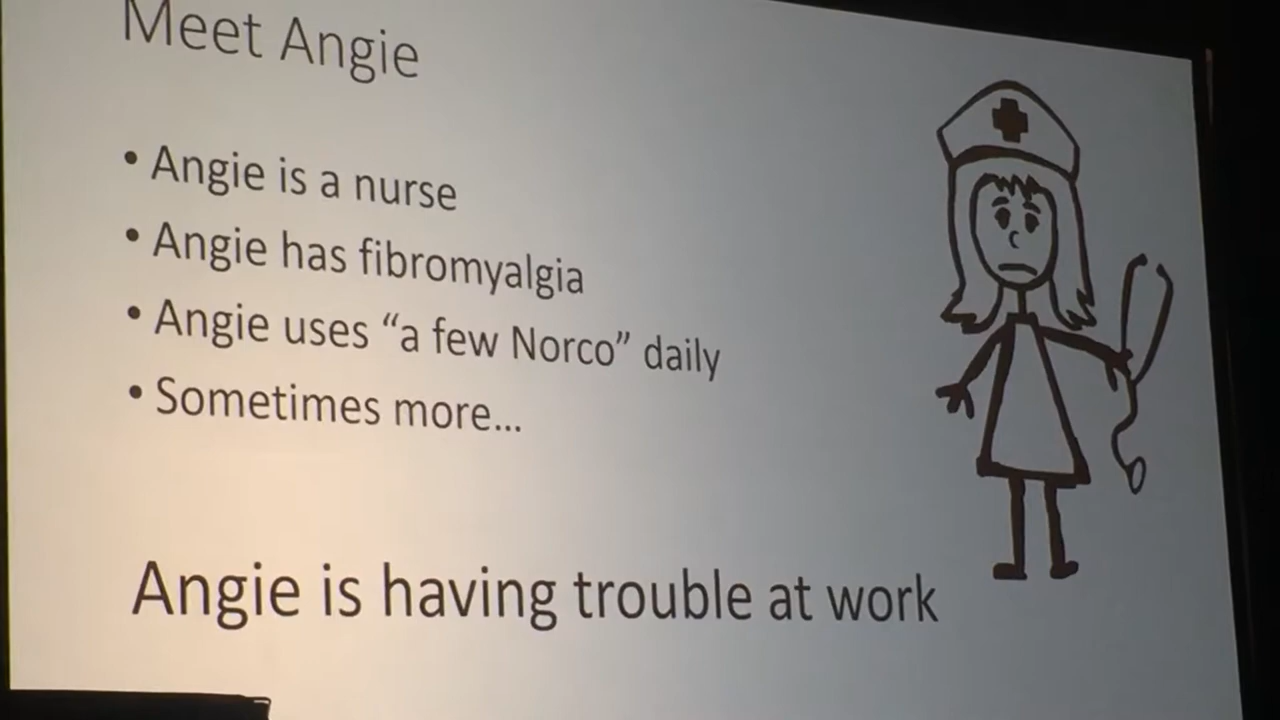 Meet Angie
• Angie is a nurse
• Angie has fibromyalgia
• Angie uses “a few Norco” daily
• Sometimes more...
Angie is having trouble at work